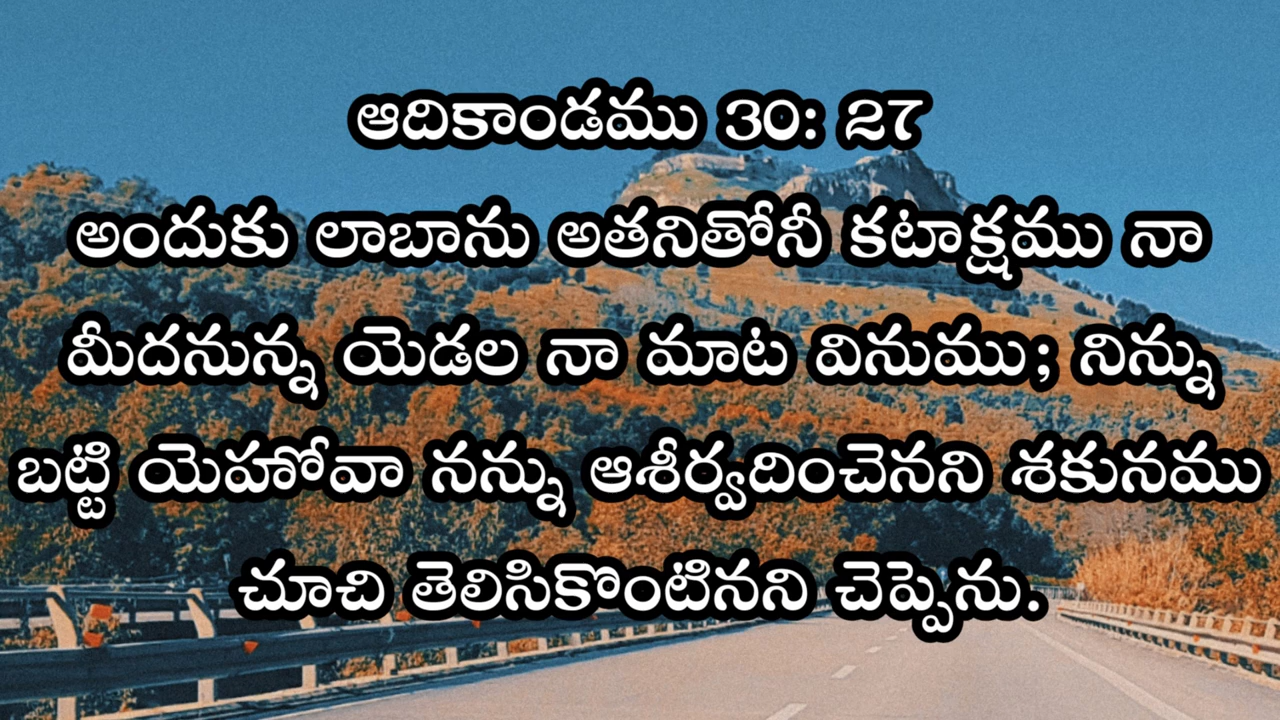 ఆదికాండము 30: 27
అందుకు లాబాను అతనితోనీ కటాక్షము నా
మీదనున్న యెడల నా మాట వినుము; నిన్ను
బట్టి యెహోవా నన్ను ఆశీర్వదించెనని శకునము
చూచి తెలిసికొంటినని చెప్పెను.